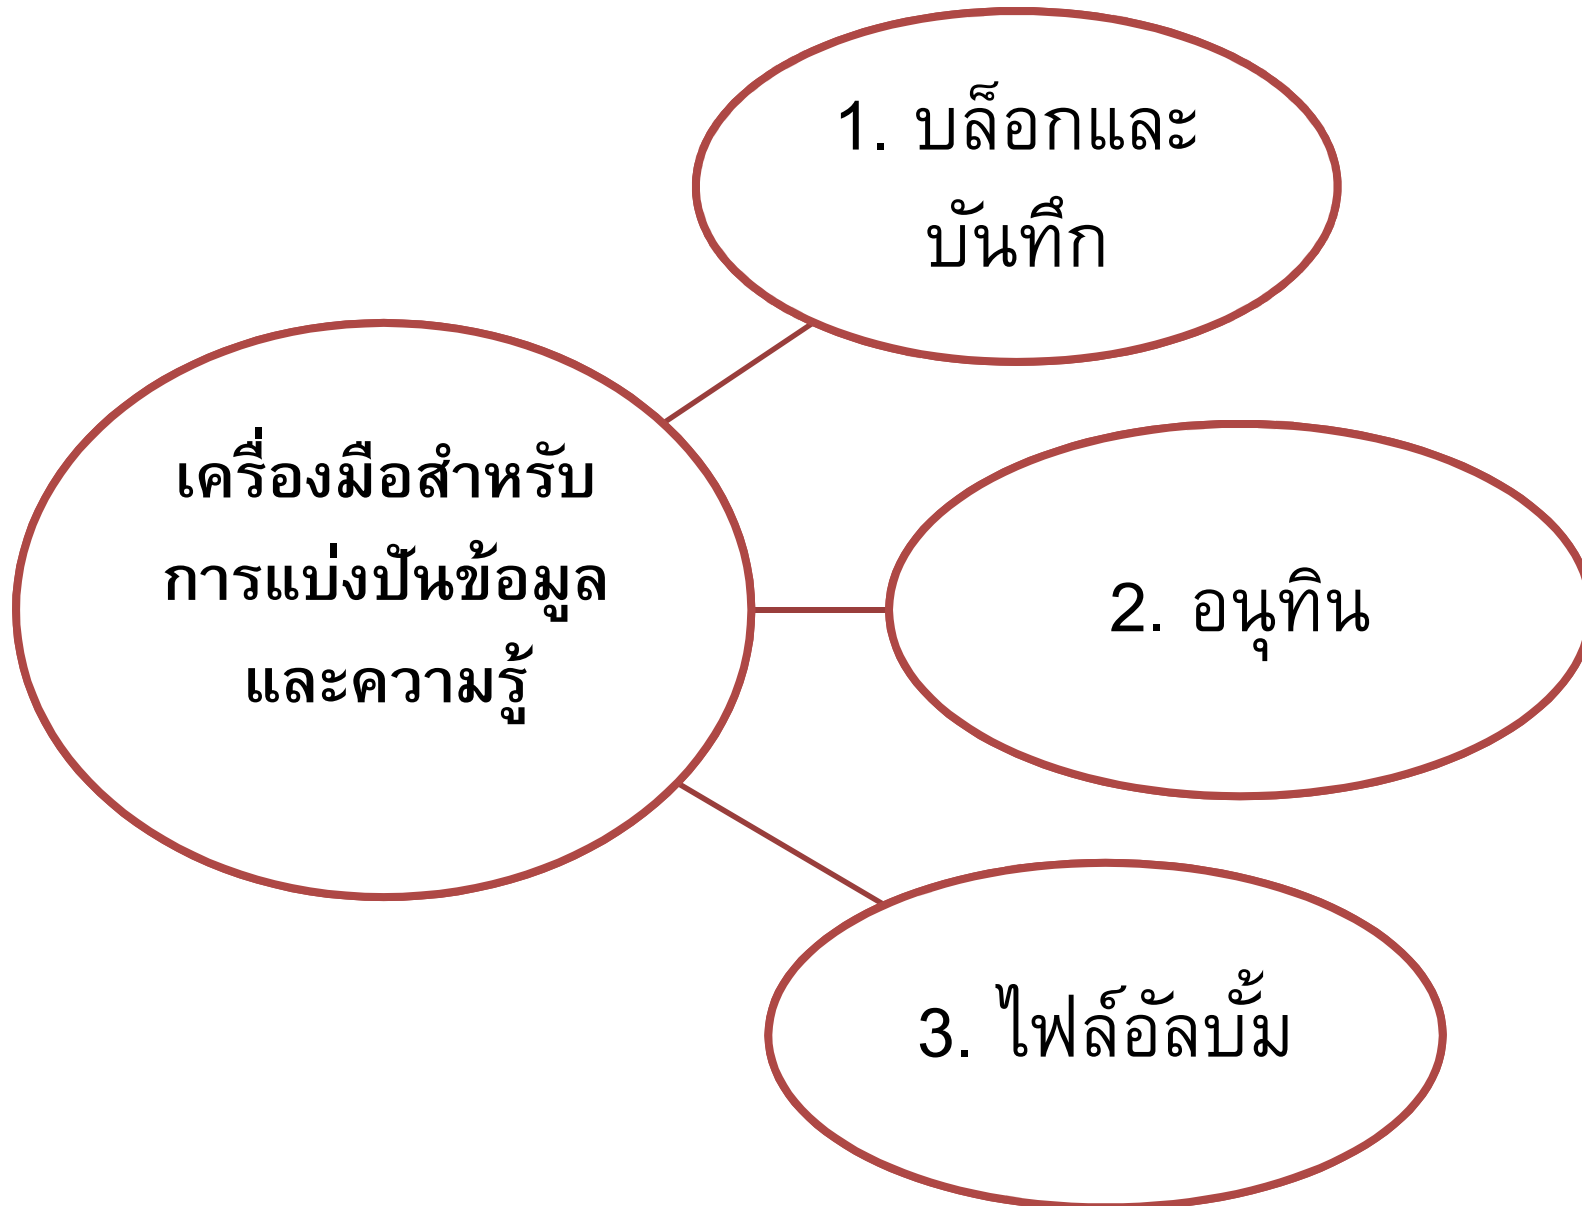 1. บล็อกและ
บันทึก
เครื่องมือสำหรับ
การแบ่งปันข้อมูล
และความรู้
2. อนุทิน
3. ไฟล์อัลบั้ม